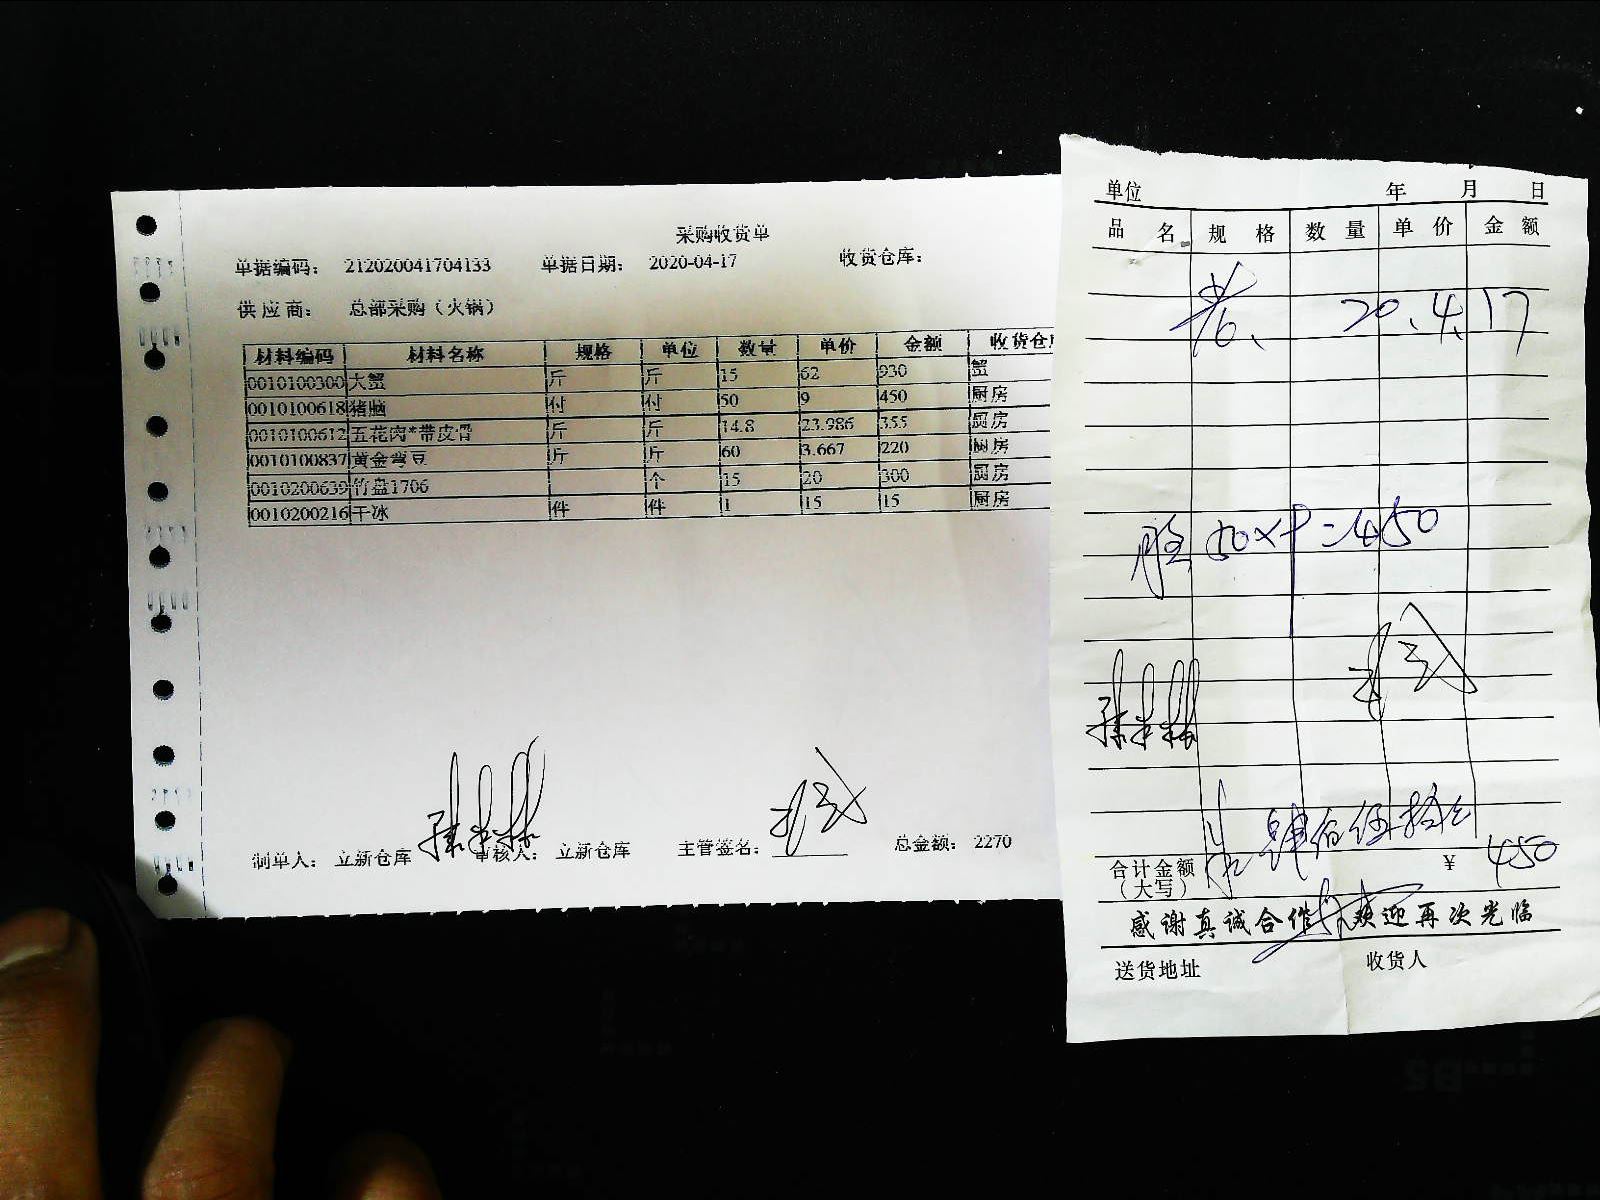 采购收货单
单据编码： 212020041704133 单据日期： 2020-04-17 收货仓库：
供应商： 总部采购（火锅）
材料编码 材料名称 规格 单位 数量 单价 金额 收货仓
0010100300 大蟹 斤 斤 15 62 930 蟹
0010100618 猪脑 付 付 50 9 450 厨房
0010100612 五花肉*带皮骨 斤 斤 14.8 23.986 355 厨房
0010100837 黄金弯豆 斤 斤 60 3.667 220 厨房
0010200639 竹盘1706 个 15 20 300 厨房
0010200216 干冰 件 件 1 15 15 厨房
制单人： 立新仓库 审核人： 立新仓库 主管签名： 总金额： 2270
单位 年 月 日
品名 规格 数量 单价 金额
20.4.17
50×9=450
肆佰伍拾元
合计金额（大写） ¥ 450
感谢真诚合作 欢迎再次光临
送货地址 收货人
B5